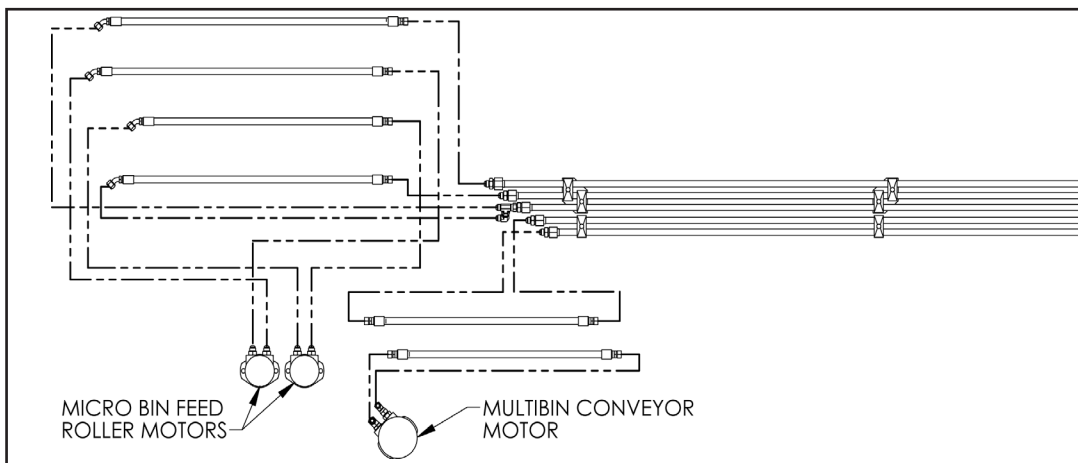 MICRO BIN FEED
ROLLER MOTORS
MULTIBIN CONVEYOR
MOTOR